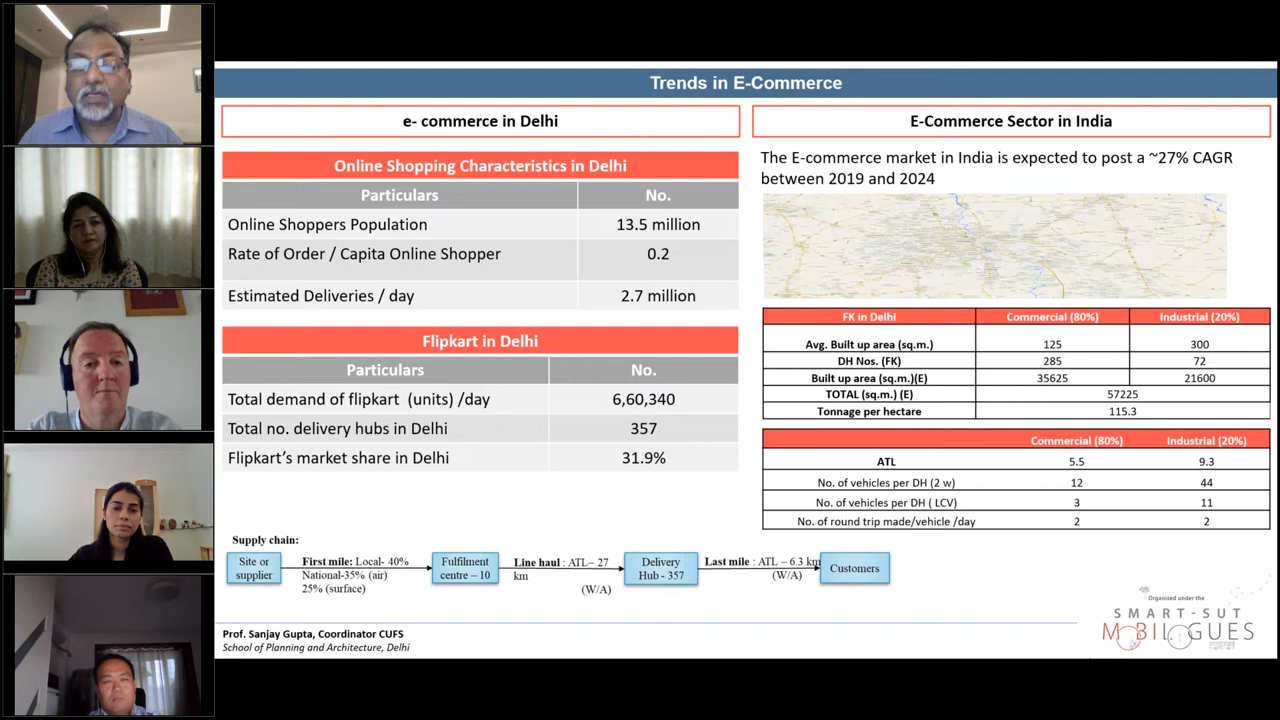 Trends in E-Commerce
e- commerce in Delhi
Online Shopping Characteristics in Delhi
Particulars No.
Online Shoppers Population 13.5 million
Rate of Order / Capita Online Shopper 0.2
Estimated Deliveries / day 2.7 million
Flipkart in Delhi
Particulars No.
Total demand of flipkart (units) /day 6,60,340
Total no. delivery hubs in Delhi 357
Flipkart's market share in Delhi 31.9%
E-Commerce Sector in India
The E-commerce market in India is expected to post a ~27% CAGR
between 2019 and 2024
FK in Delhi Commercial (80%) Industrial (20%)
Avg. Built up area (sq.m.) 125 300
DH Nos. (FK) 285 72
Built up area (sq.m.)(E) 35625 21600
TOTAL (sq.m.) (E) 57225
Tonnage per hectare 115.3
Commercial (80%) Industrial (20%)
ATL 5.5 9.3
No. of vehicles per DH (2 w) 12 44
No. of vehicles per DH ( LCV) 3 11
No. of round trip made/vehicle /day 2 2
Supply chain:
Site or
supplier
First mile: Local- 40%
National-35% (air)
25% (surface)
Fulfilment
centre – 10
Line haul : ATL– 27
km
(W/A)
Delivery
Hub - 357
Last mile : ATL – 6.3 km
(W/A)
Customers
Prof. Sanjay Gupta, Coordinator CUFS
School of Planning and Architecture, Delhi
Organised under the
SMART-SUT
MOBILOGUES